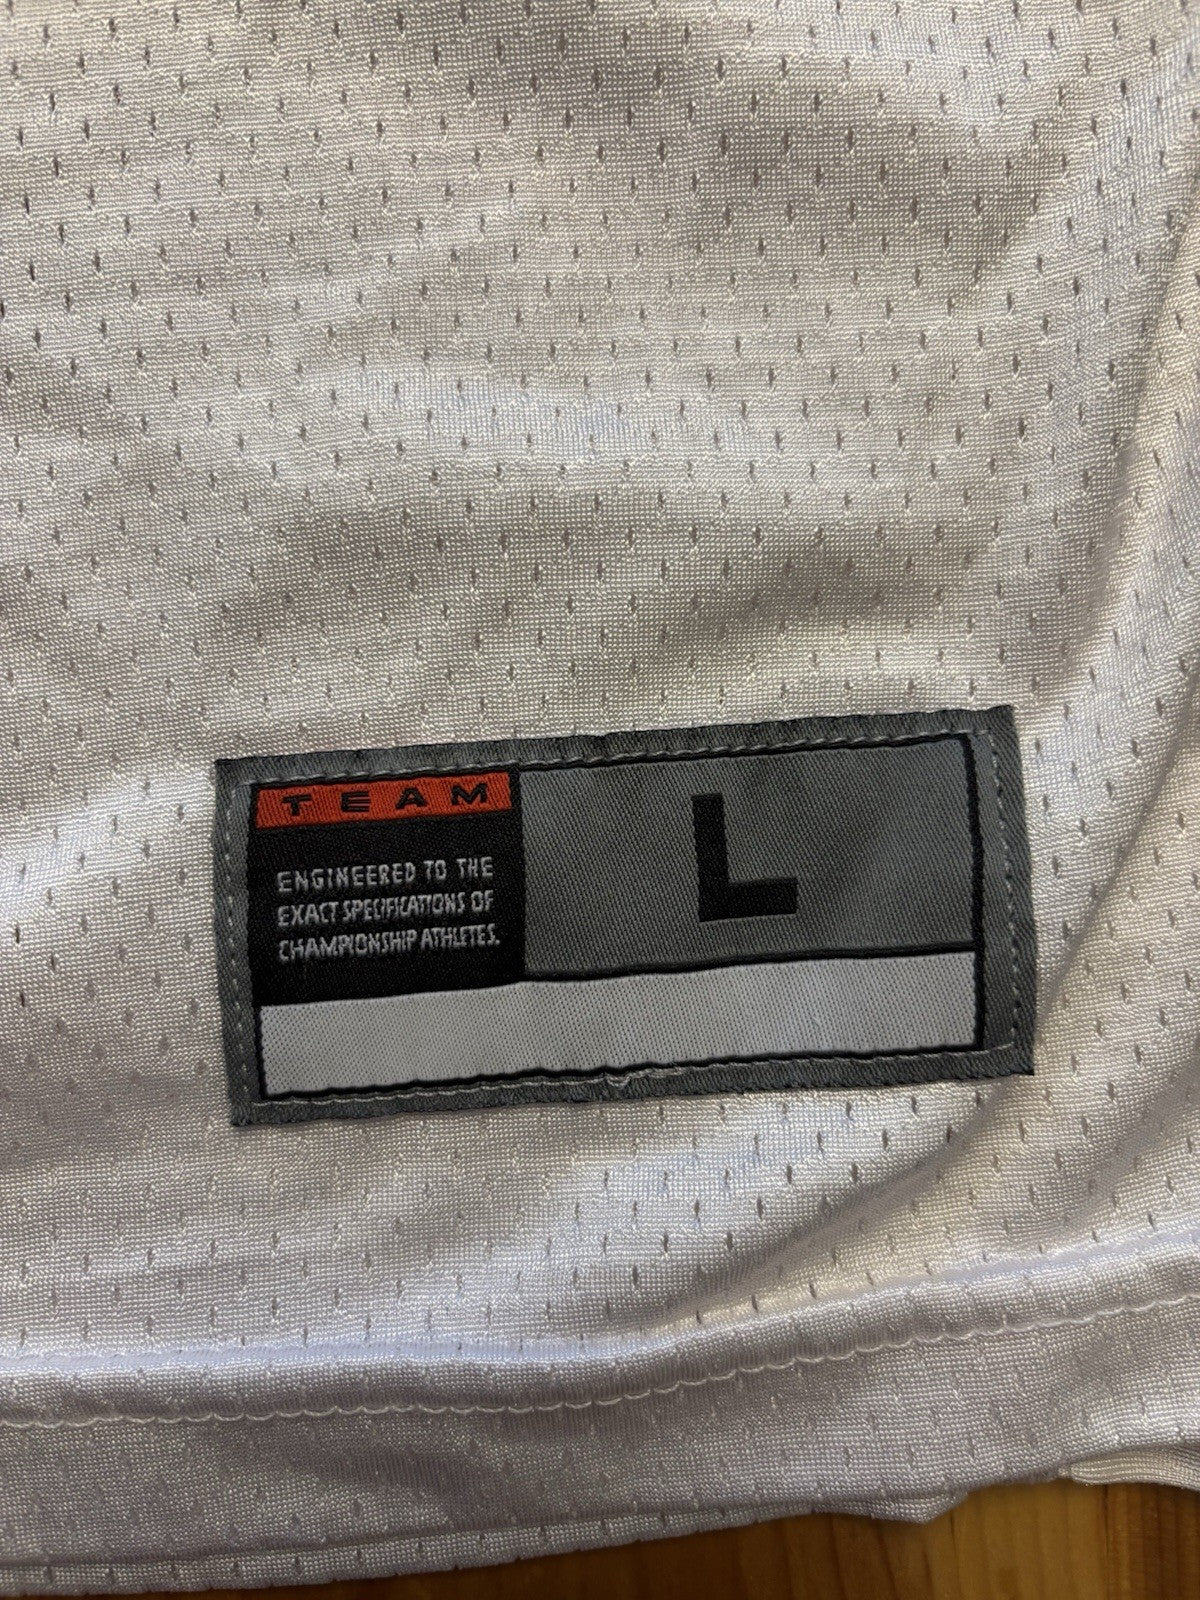 TEAM
ENGINEERED TO THE
EXACT SPECIFICATIONS OF
CHAMPIONSHIP ATHLETES.
L